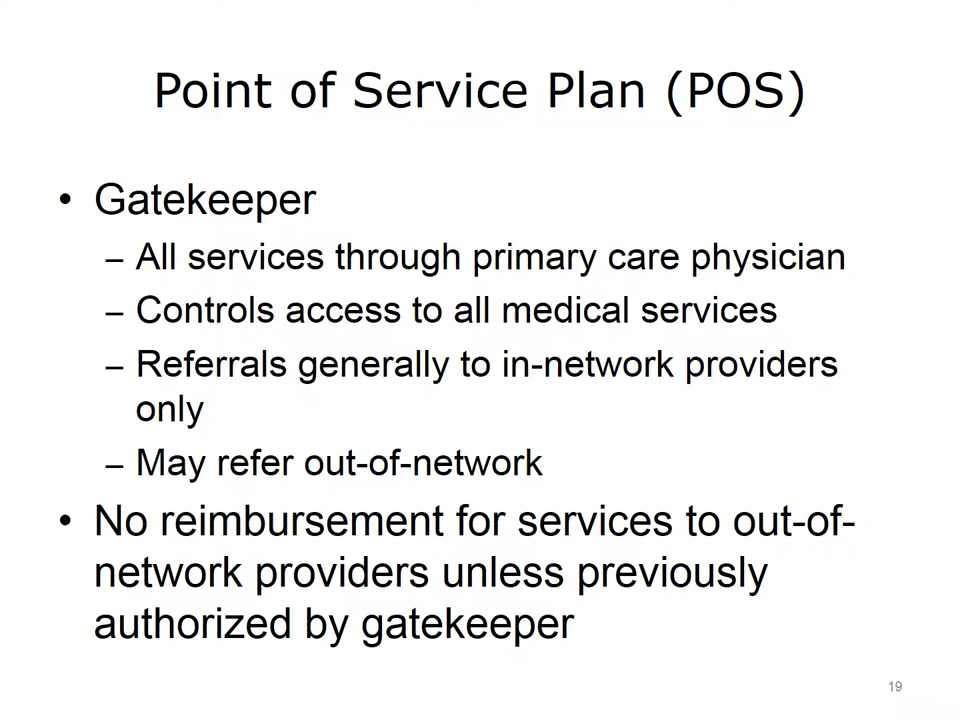 Point of Service Plan (POS)
• Gatekeeper
– All services through primary care physician
– Controls access to all medical services
– Referrals generally to in-network providers
only
– May refer out-of-network
• No reimbursement for services to out-of-
network providers unless previously
authorized by gatekeeper
19